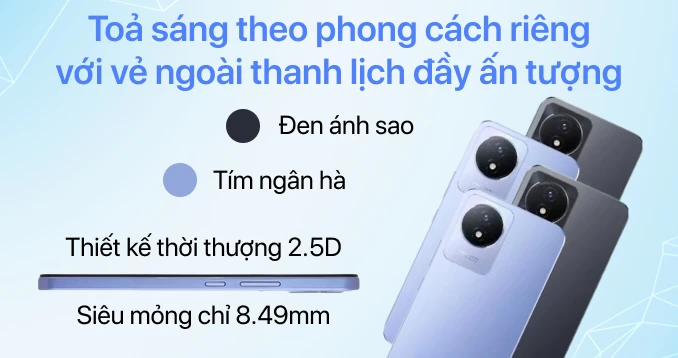 Toả sáng theo phong cách riêng
với vẻ ngoài thanh lịch đầy ấn tượng
Đen ánh sao
Tím ngân hà
Thiết kế thời thượng 2.5D
Siêu mỏng chỉ 8.49mm